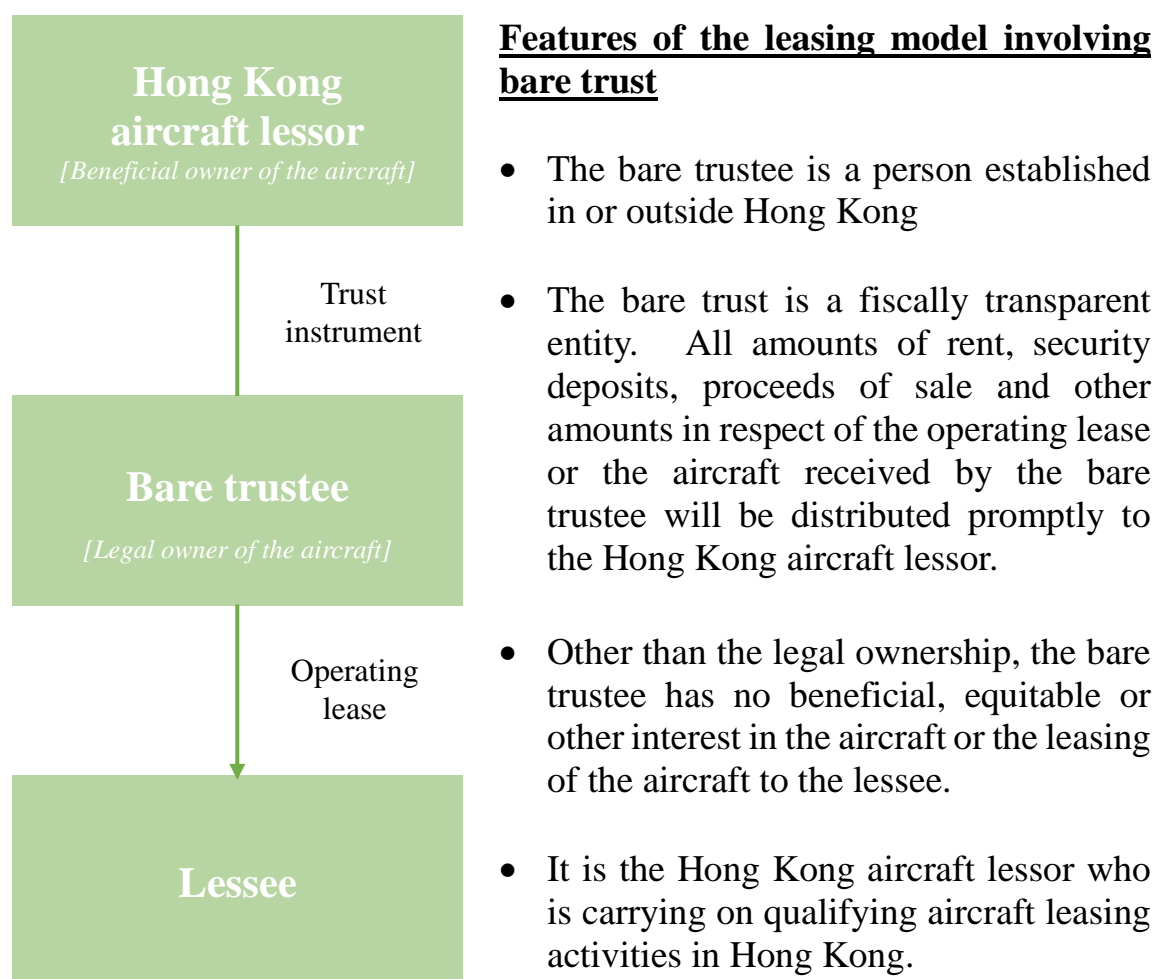 Hong Kong
aircraft lessor
[Beneficial owner of the aircraft]
Trust
instrument
Bare trustee
[Legal owner of the aircraft]
Operating
lease
Lessee
Features of the leasing model involving
bare trust
• The bare trustee is a person established
in or outside Hong Kong
• The bare trust is a fiscally transparent
entity. All amounts of rent, security
deposits, proceeds of sale and other
amounts in respect of the operating lease
or the aircraft received by the bare
trustee will be distributed promptly to
the Hong Kong aircraft lessor.
• Other than the legal ownership, the bare
trustee has no beneficial, equitable or
other interest in the aircraft or the leasing
of the aircraft to the lessee.
• It is the Hong Kong aircraft lessor who
is carrying on qualifying aircraft leasing
activities in Hong Kong.